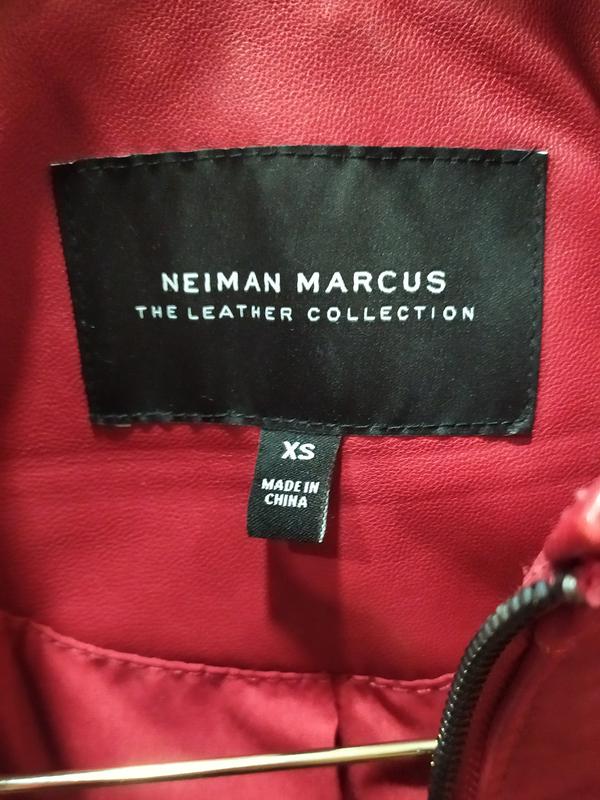 NEIMAN MARCUS
THE LEATHER COLLECTION
XS
MADE IN
CHINA